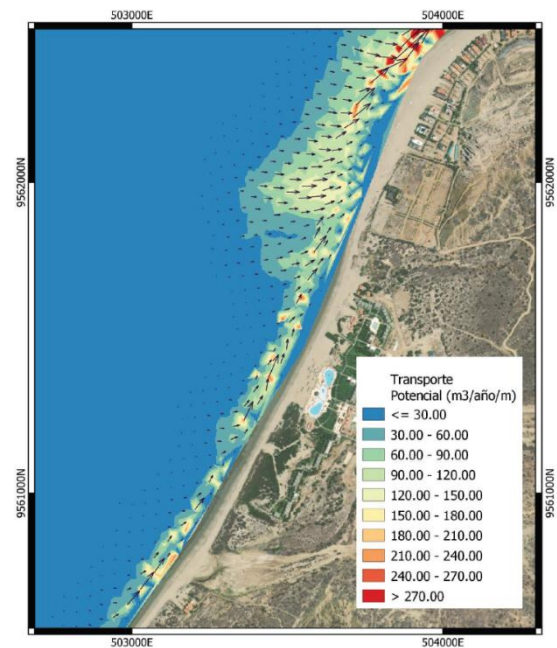 503000E
504000E
9562000N
9562000N
Transporte
Potencial (m3/año/m)
<= 30.00
30.00 - 60.00
60.00 - 90.00
90.00 - 120.00
120.00 - 150.00
150.00 - 180.00
180.00 - 210.00
210.00 - 240.00
240.00 - 270.00
> 270.00
9561000N
9561000N
503000E
504000E